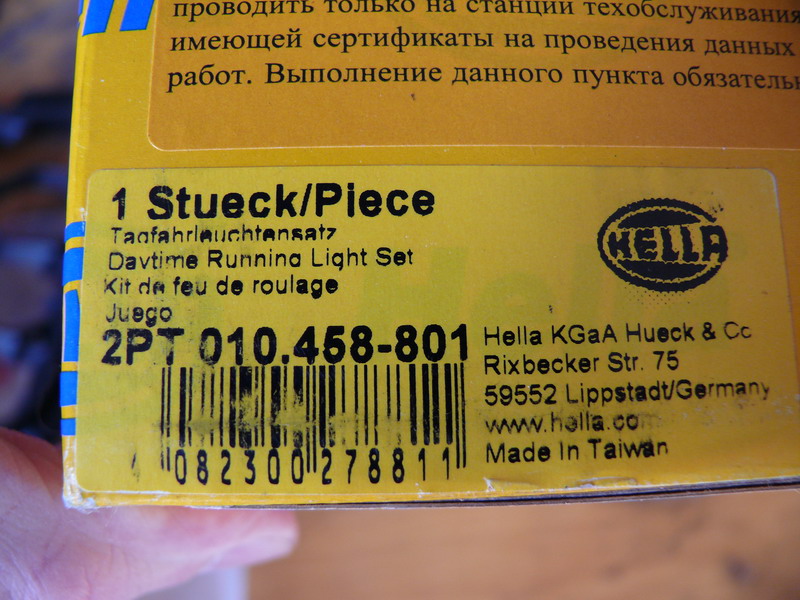 проводить только на станции техобслуживания
имеющей сертификаты на проведения данных
работ. Выполнение данного пункта обязатель
1 Stueck/Piece
Tagfahrleuchtensatz
Daytime Running Light Set
Kit de feu de roulage
Juego
2PT 010.458-801
082300278811
HELLA
Hella KGaA Hueck & Co
Rixbecker Str. 75
59552 Lippstadt/Germany
www.hella.com
Made In Taiwan